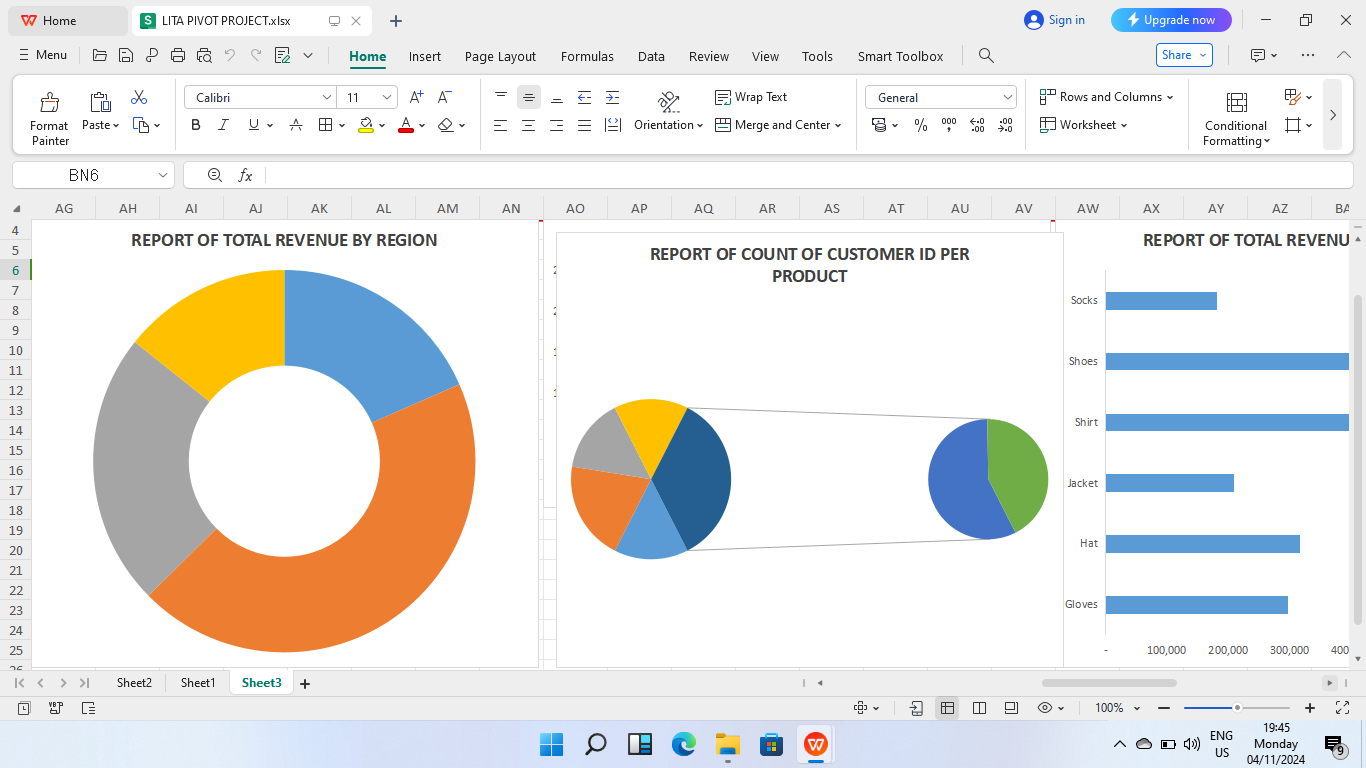 Home
LITA PIVOT PROJECT.xlsx
Sign in
Upgrade now
Menu
Home Insert Page Layout Formulas Data Review View Tools Smart Toolbox
Share
Format Painter
Paste
Calibri 11
Orientation
Wrap Text
Merge and Center
General
Rows and Columns
Worksheet
Conditional Formatting
BN6
fx
AG AH AI AJ AK AL AM AN AO AP AQ AR AS AT AU AV AW AX AY AZ BA
4
5
6
7
8
9
10
11
12
13
14
15
16
17
18
19
20
21
22
23
24
25
26
REPORT OF TOTAL REVENUE BY REGION
REPORT OF COUNT OF CUSTOMER ID PER
PRODUCT
REPORT OF TOTAL REVENU
Socks
Shoes
Shirt
Jacket
Hat
Gloves
- 100,000 200,000 300,000 400
Sheet2 Sheet1 Sheet3
100%
ENG
US
19:45
Monday
04/11/2024
9